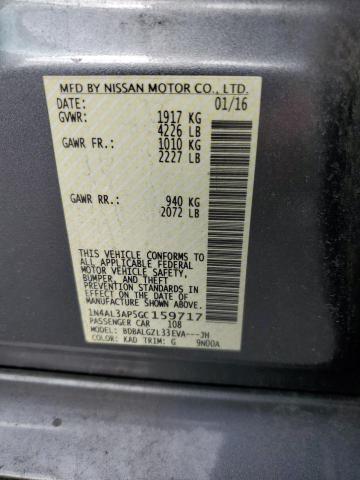 MFD BY NISSAN MOTOR CO., LTD.
DATE: 01/16
GVWR: 1917 KG
4226 LB
GAWR FR.: 1010 KG
2227 LB
GAWR RR.: 940 KG
2072 LB
THIS VEHICLE CONFORMS TO
ALL APPLICABLE FEDERAL
MOTOR VEHICLE SAFETY,
BUMPER, AND THEFT
PREVENTION STANDARDS IN
EFFECT ON THE DATE OF
MANUFACTURE SHOWN ABOVE.
1N4AL3AP5GC159717
PASSENGER CAR 108
MODEL: BDBALGZL33EVA---JH
COLOR: KAD TRIM: G 9N00A